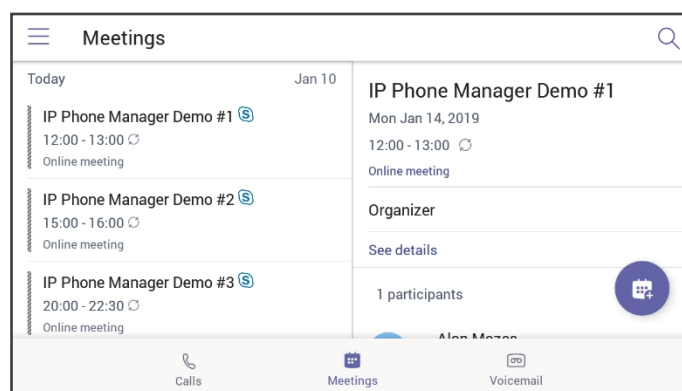 Meetings
Today Jan 10
IP Phone Manager Demo #1
12:00 - 13:00
Online meeting
IP Phone Manager Demo #2
15:00 - 16:00
Online meeting
IP Phone Manager Demo #3
20:00 - 22:30
Online meeting
IP Phone Manager Demo #1
Mon Jan 14, 2019
12:00 - 13:00
Online meeting
Organizer
See details
1 participants
Alan Mozes
Calls Meetings Voicemail